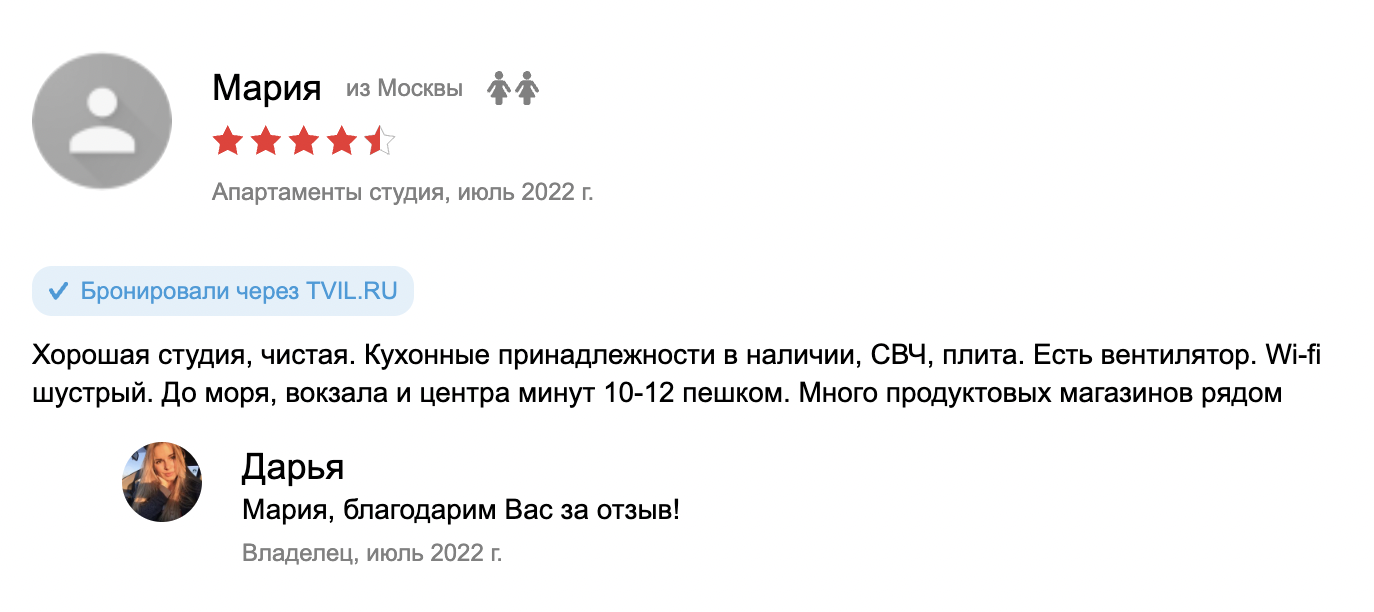 Мария из Москвы
Апартаменты студия, июль 2022 г.
Бронировали через TVIL.RU
Хорошая студия, чистая. Кухонные принадлежности в наличии, СВЧ, плита. Есть вентилятор. Wi-fi
шустрый. До моря, вокзала и центра минут 10-12 пешком. Много продуктовых магазинов рядом
Дарья
Мария, благодарим Вас за отзыв!
Владелец, июль 2022 г.